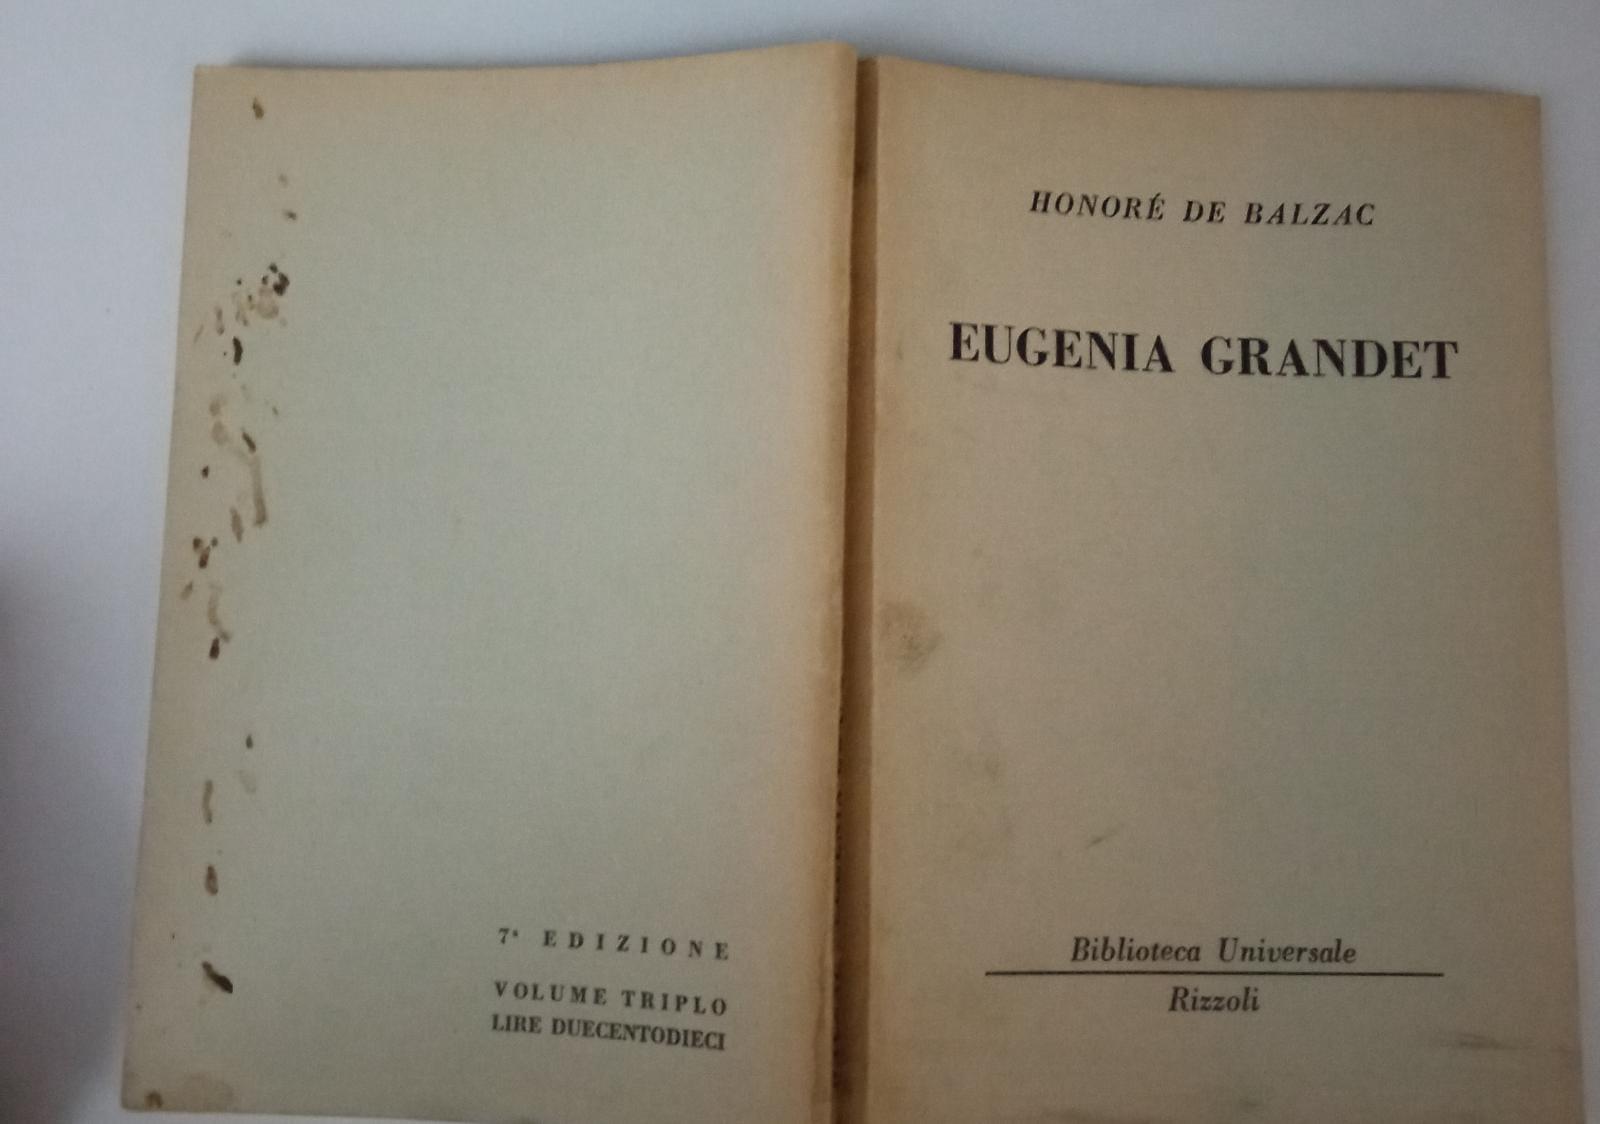 HONORÉ DE BALZAC
EUGENIA GRANDET
Biblioteca Universale
Rizzoli
7ª EDIZIONE
VOLUME TRIPLO
LIRE DUECENTODIECI